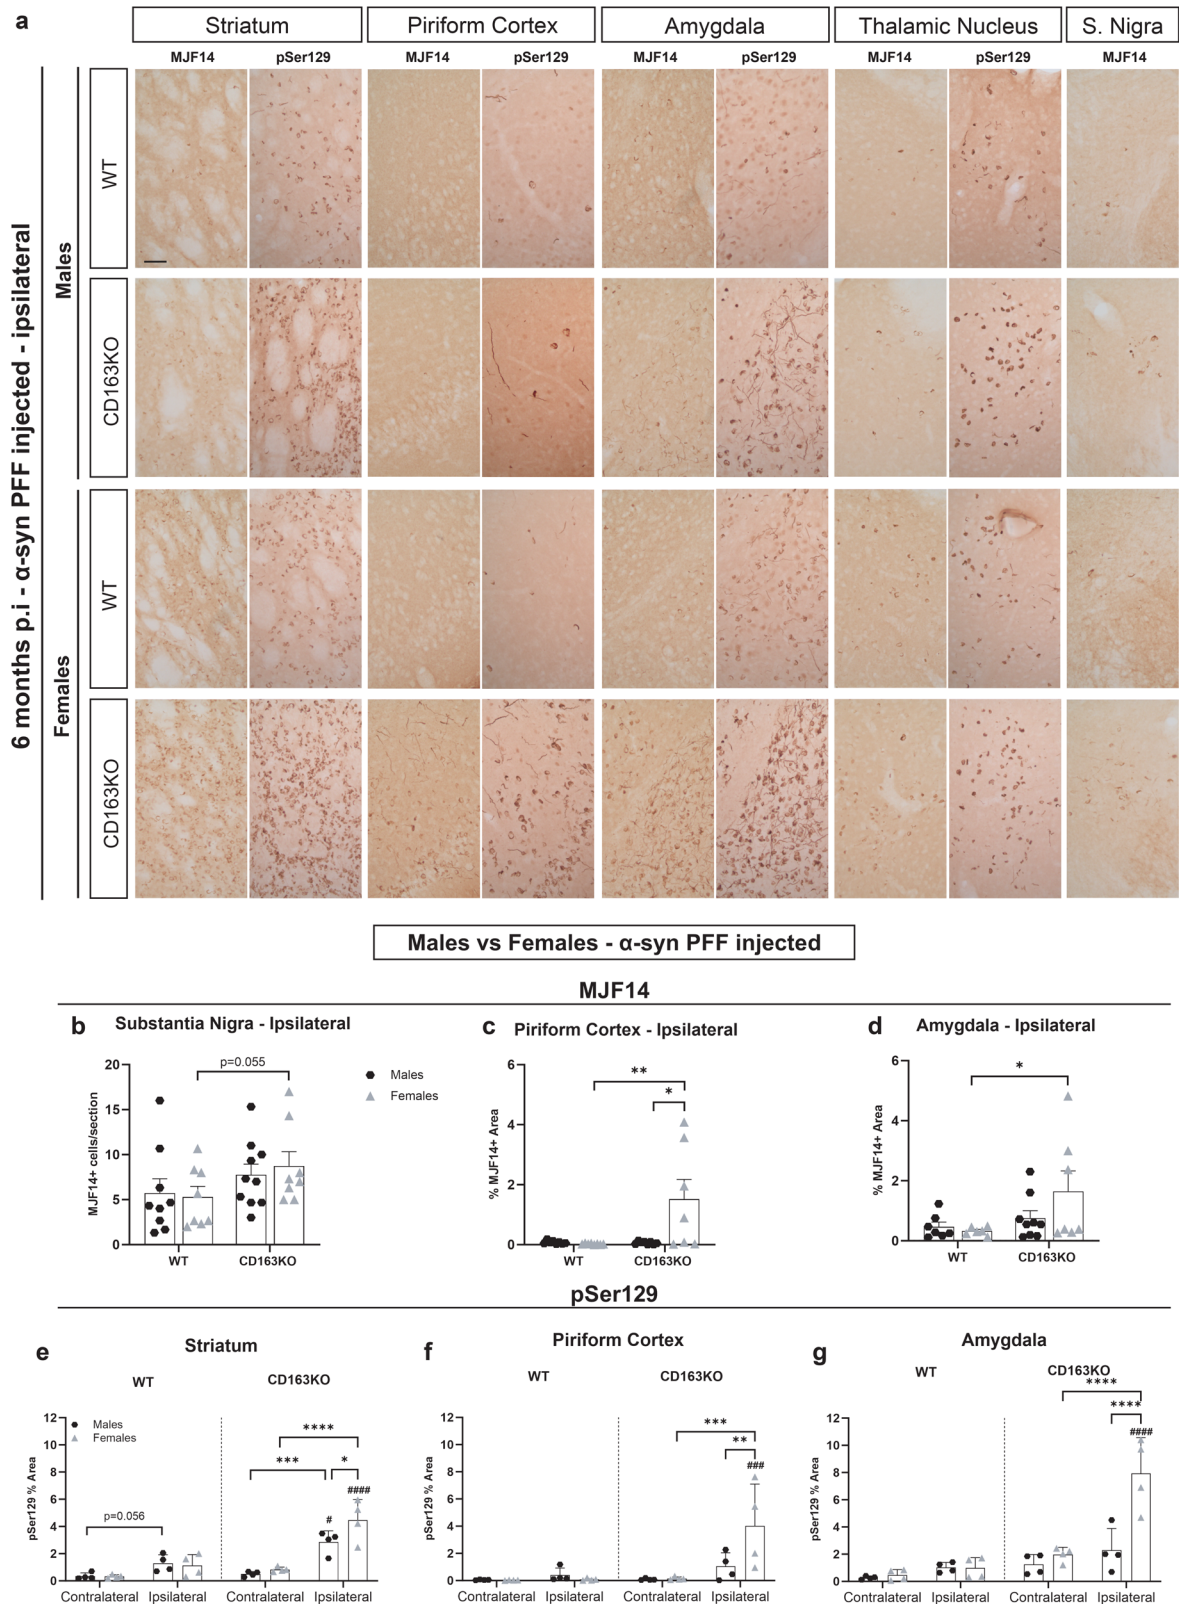 a
Striatum
Piriform Cortex
Amygdala
Thalamic Nucleus
S. Nigra
MJF14
pSer129
MJF14
pSer129
MJF14
pSer129
MJF14
pSer129
MJF14
6 months p.i - α-syn PFF injected - ipsilateral
Males
WT
CD163KO
Females
WT
CD163KO
Males vs Females - α-syn PFF injected
MJF14
b
Substantia Nigra - Ipsilateral
MJF14+ cells/section
20
15
10
5
0
p=0.055
WT
CD163KO
Males
Females
c
Piriform Cortex - Ipsilateral
% MJF14+ Area
6
4
2
0
**
*
WT
CD163KO
d
Amygdala - Ipsilateral
% MJF14+ Area
6
4
2
0
*
WT
CD163KO
pSer129
e
Striatum
WT
CD163KO
pSer129 % Area
12
10
8
6
4
2
0
Males
Females
p=0.056
****
***
*
#
####
Contralateral
Ipsilateral
Contralateral
Ipsilateral
f
Piriform Cortex
WT
CD163KO
pSer129 % Area
12
10
8
6
4
2
0
***
**
###
Contralateral
Ipsilateral
Contralateral
Ipsilateral
g
Amygdala
WT
CD163KO
pSer129 % Area
12
10
8
6
4
2
0
****
****
####
Contralateral
Ipsilateral
Contralateral
Ipsilateral